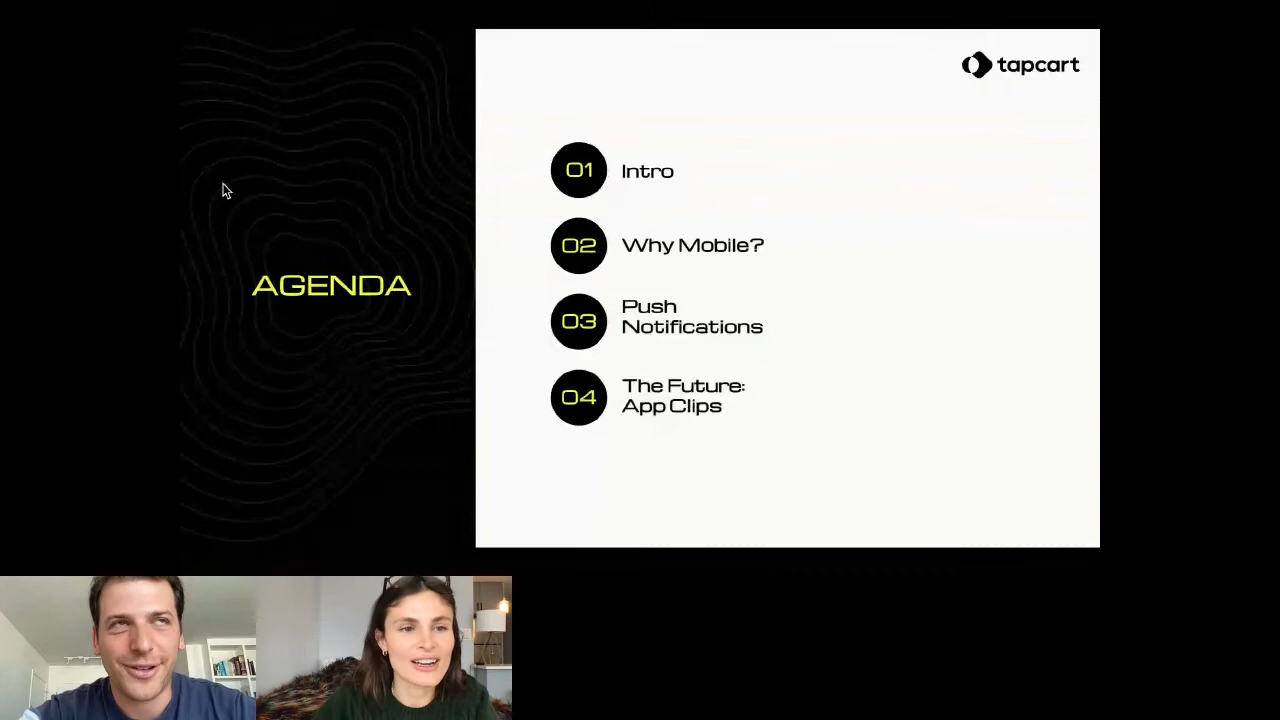 tapcart
AGENDA
01
Intro
02
Why Mobile?
03
Push
Notifications
04
The Future:
App Clips